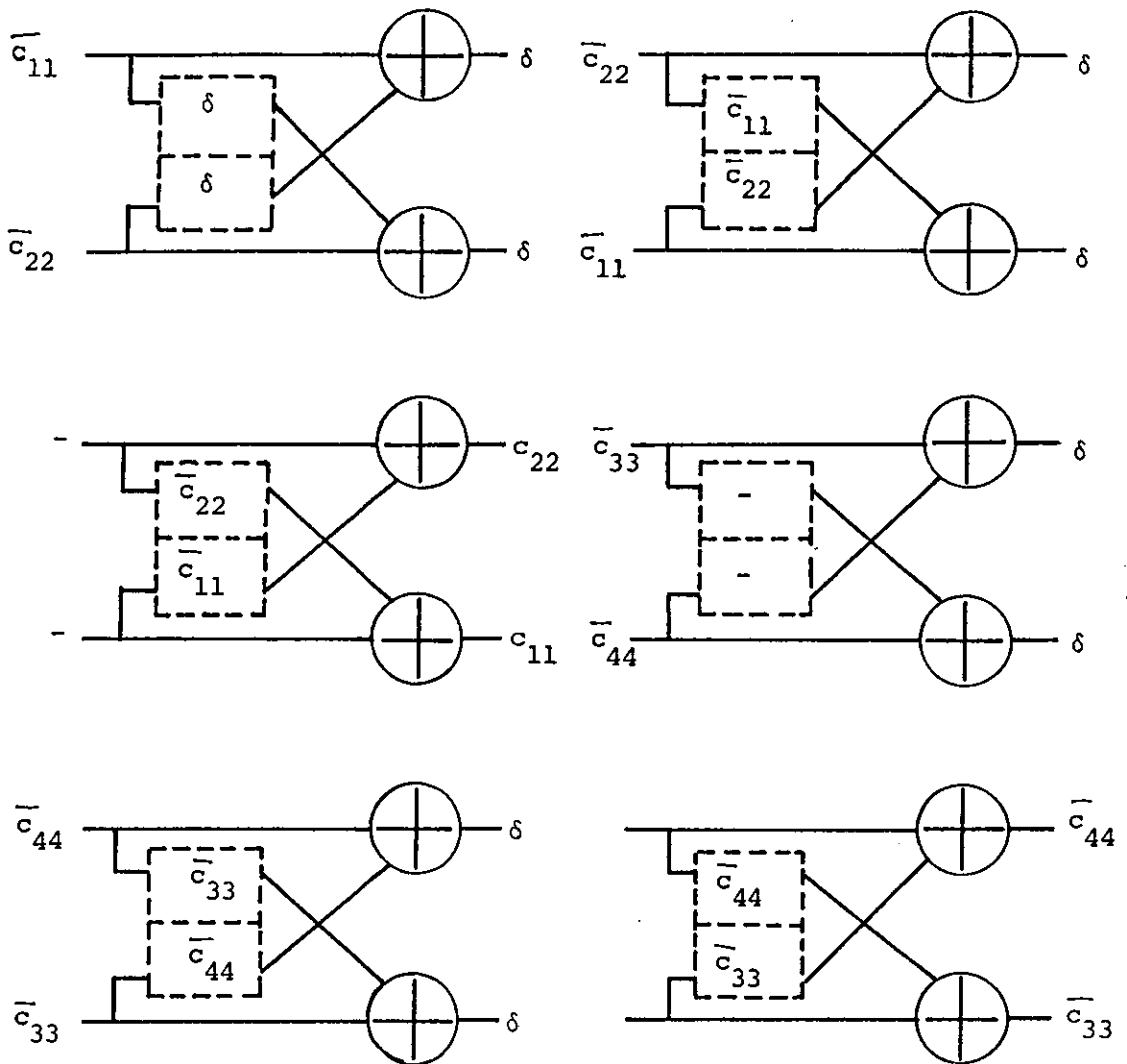 c̅11 δ c̅22 δ
δ c̅11
δ c̅22
c̅22 δ c̅11 δ
- c22 c̅33 δ
c̅22 -
c̅11 -
- c11 c̅44 δ
c̅44 δ c̅44
c̅33 c̅44
c̅44 c̅33
c̅33 δ c̅33